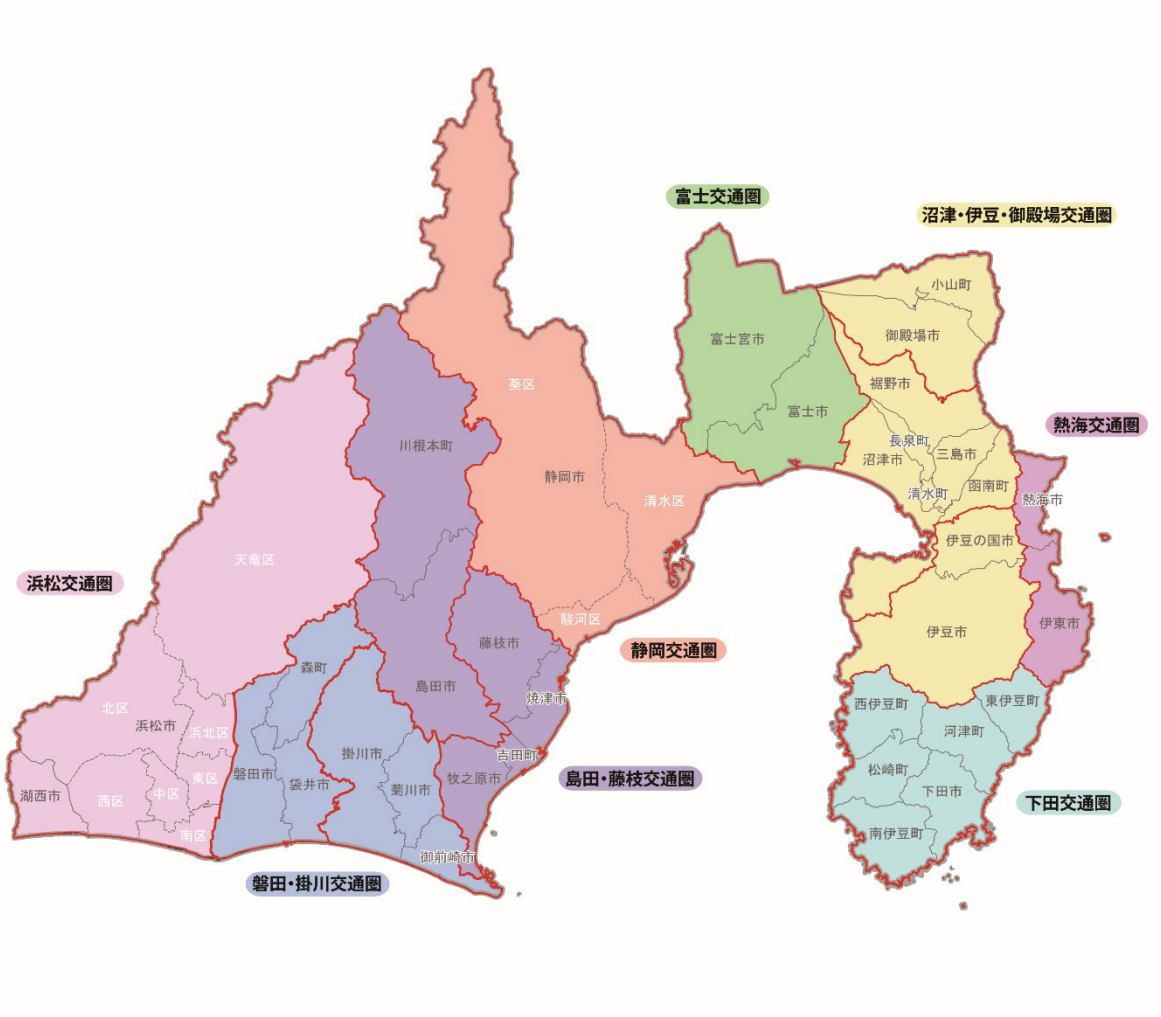 富士交通圏
沼津・伊豆・御殿場交通圏
小山町
御殿場市
富士宮市
葵区
裾野市
富士市
熱海交通圏
川根本町
長泉町
三島市
沼津市
静岡市
函南町
清水町
熱海市
清水区
伊豆の国市
天竜区
浜松交通圏
駿河区
伊東市
伊豆市
藤枝市
静岡交通圏
森町
島田市
焼津市
東伊豆町
西伊豆町
北区
浜松市
浜北区
河津町
掛川市
吉田町
松崎町
磐田市
東区
牧之原市
島田・藤枝交通圏
袋井市
菊川市
下田市
湖西市
西区
中区
下田交通圏
南区
南伊豆町
御前崎市
磐田・掛川交通圏